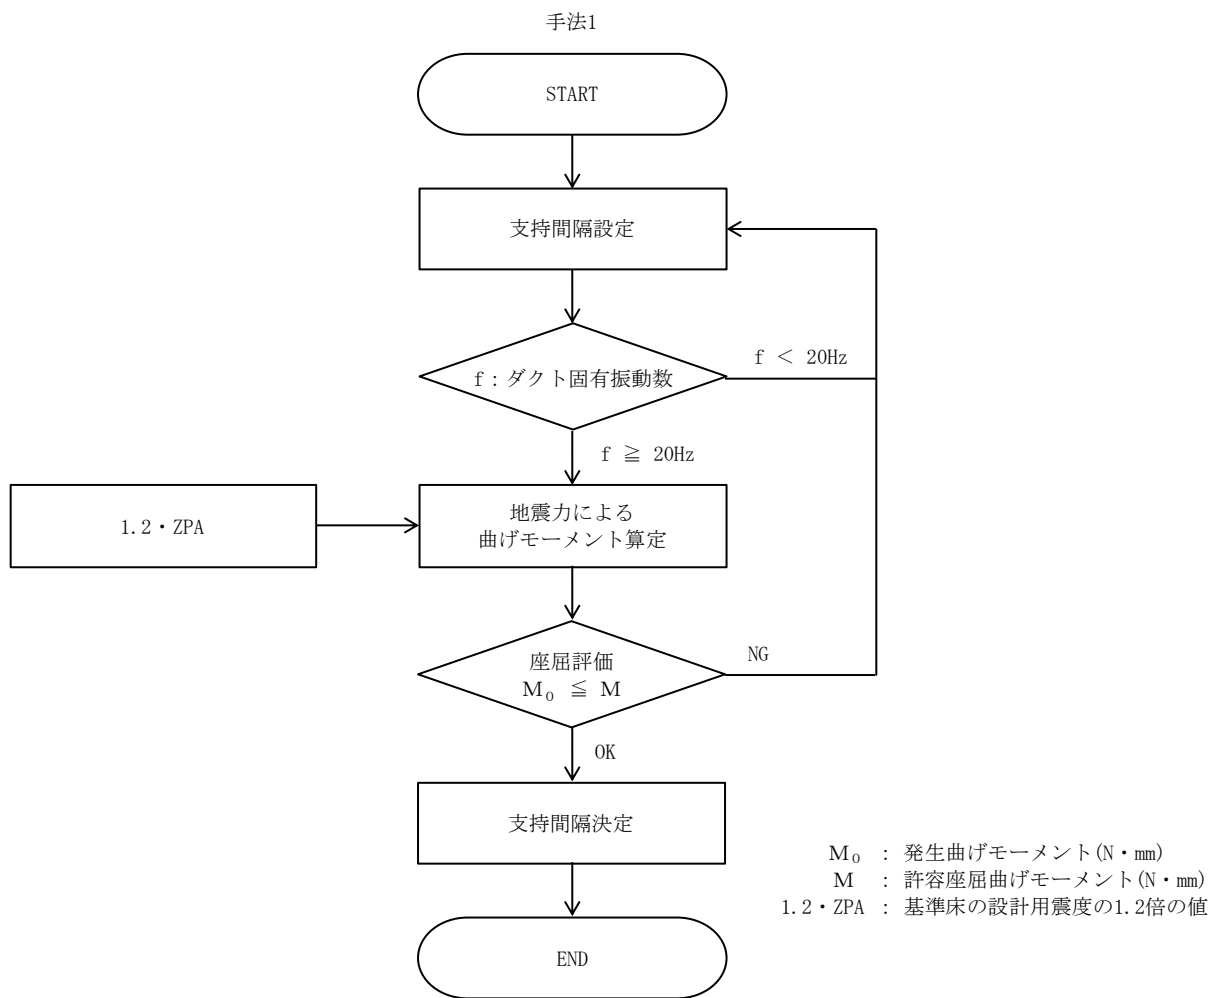 手法1
START
支持間隔設定
f：ダクト固有振動数
f ＜ 20Hz
f ≧ 20Hz
1.2・ZPA
地震力による
曲げモーメント算定
座屈評価
M₀ ≦ M
NG
OK
支持間隔決定
M₀ : 発生曲げモーメント(N・mm)
M : 許容座屈曲げモーメント(N・mm)
1.2・ZPA : 基準床の設計用震度の1.2倍の値
END